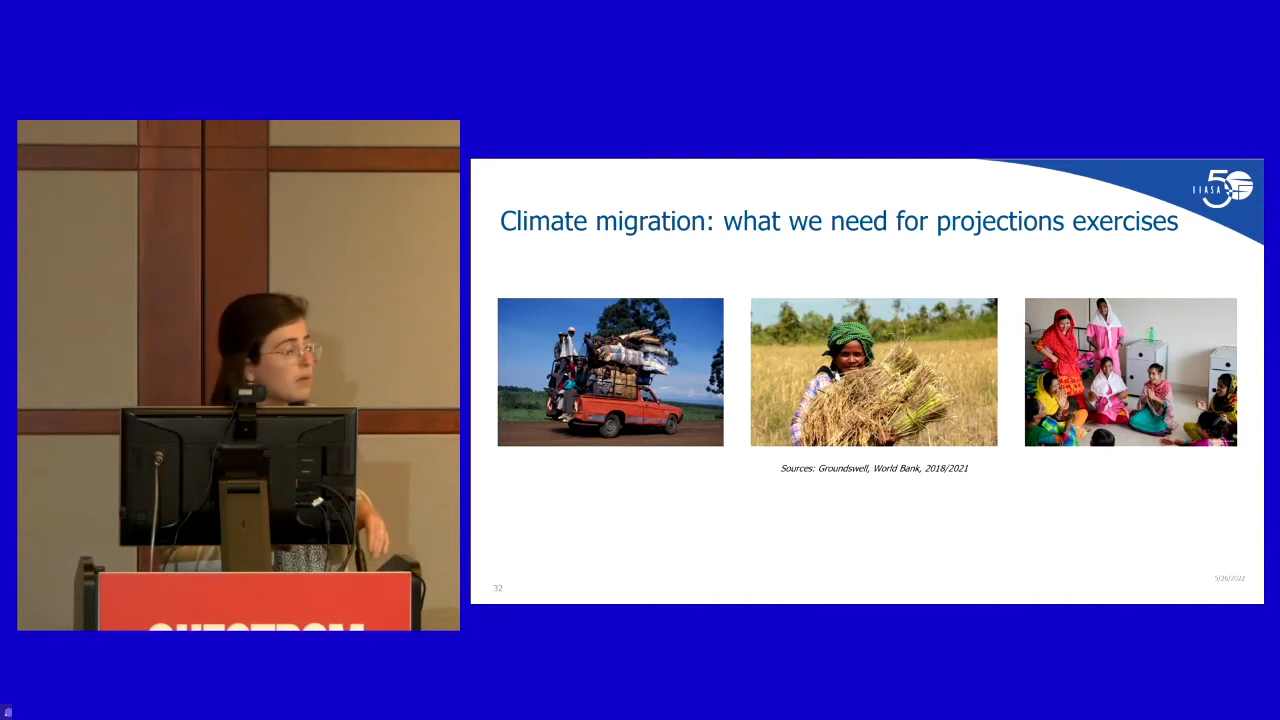 IIASA 50
Climate migration: what we need for projections exercises
Sources: Groundswell, World Bank, 2018/2021
32
5/26/2022
QUESTROM